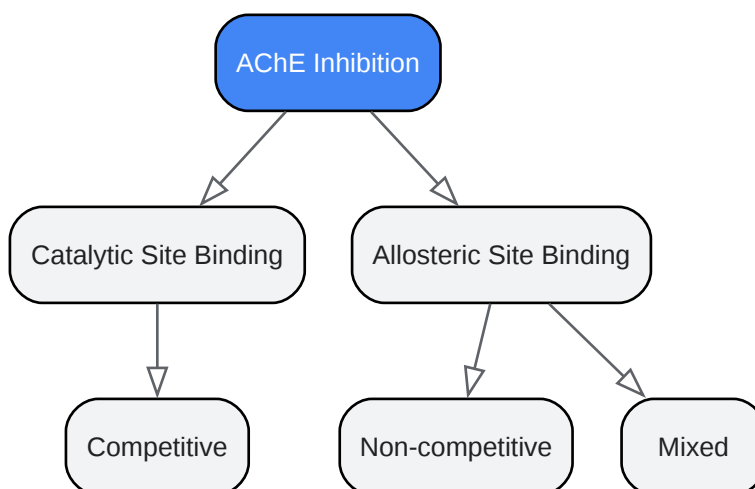 AChE Inhibition
Catalytic Site Binding
Allosteric Site Binding
Competitive
Non-competitive
Mixed